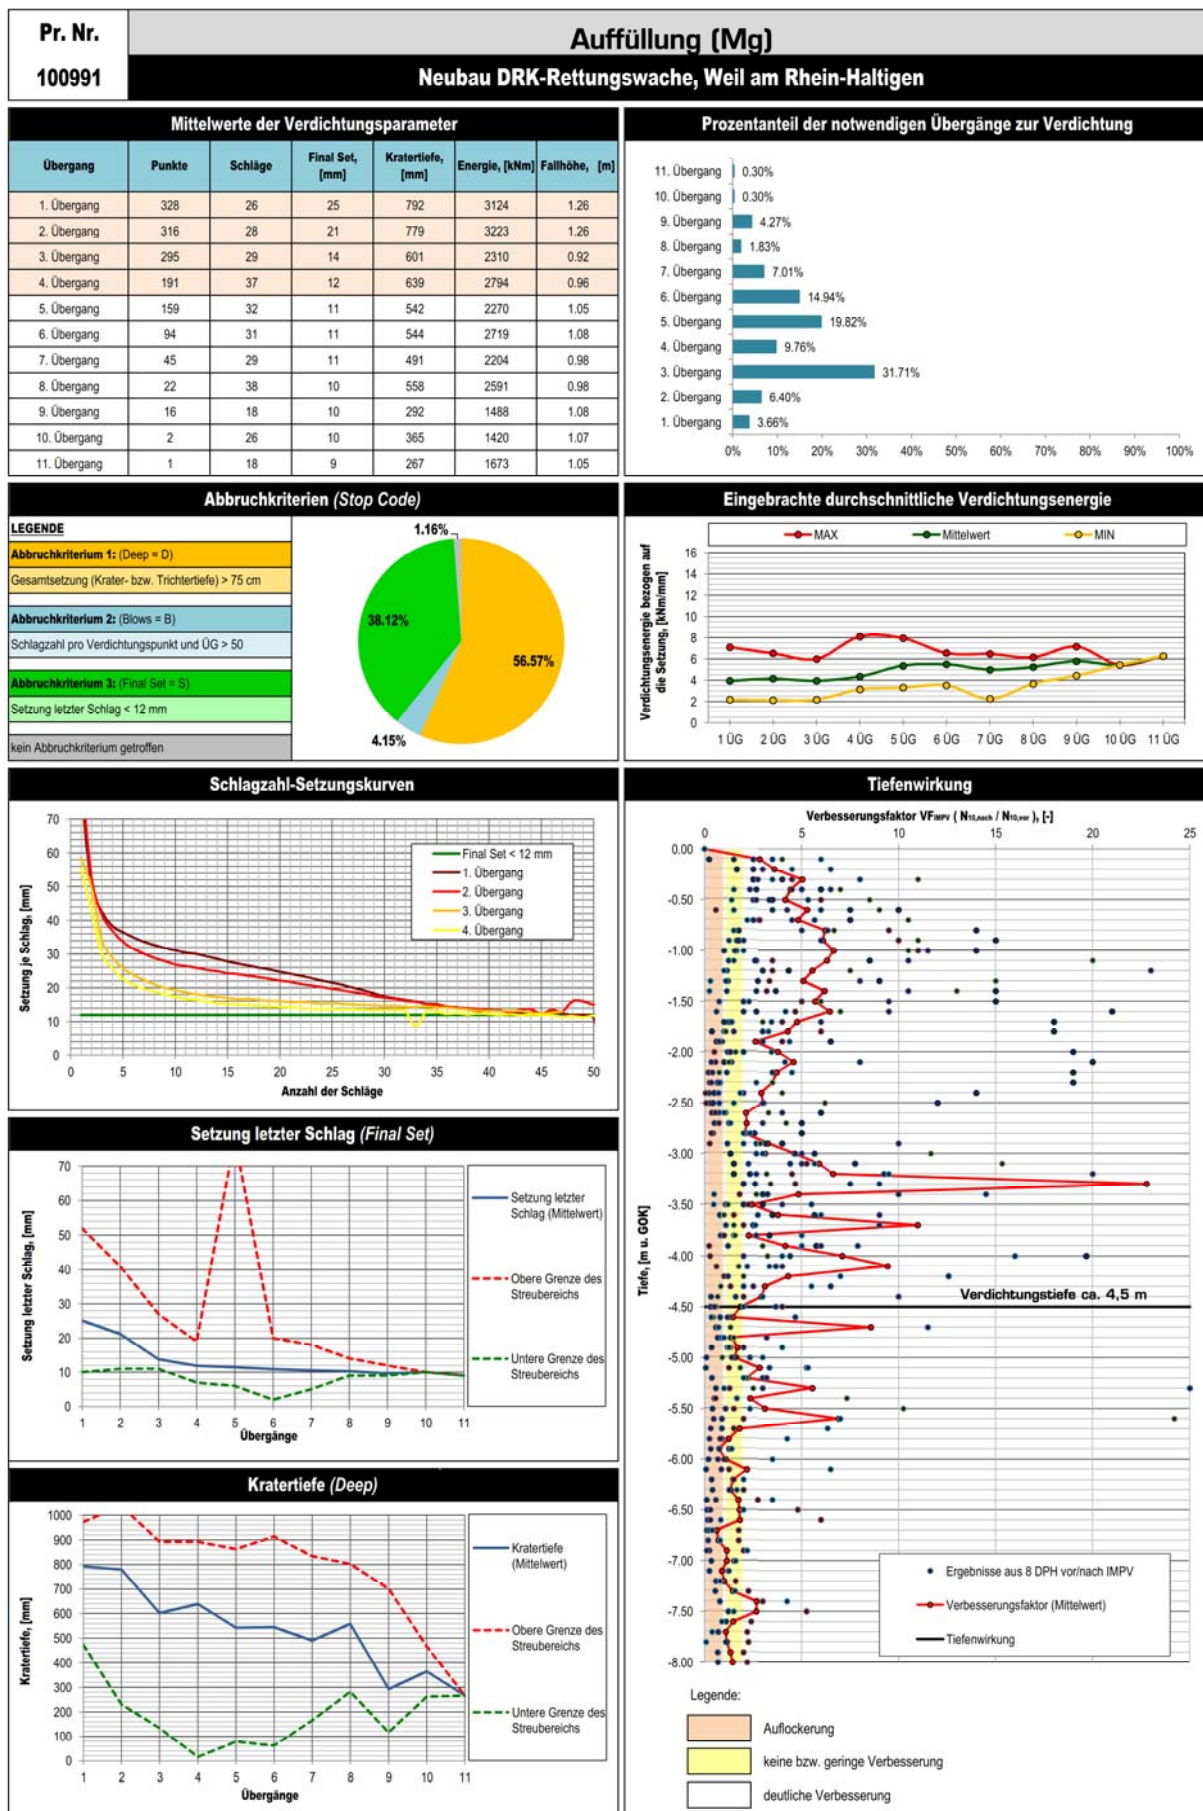 Pr. Nr.
100991
Auffüllung (Mg)
Neubau DRK-Rettungswache, Weil am Rhein-Haltigen
Mittelwerte der Verdichtungsparameter
Übergang Punkte Schläge Final Set, [mm] Kratertiefe, [mm] Energie, [kNm] Fallhöhe, [m]
1. Übergang 328 26 25 792 3124 1.26
2. Übergang 316 28 21 779 3223 1.26
3. Übergang 295 29 14 601 2310 0.92
4. Übergang 191 37 12 639 2794 0.96
5. Übergang 159 32 11 542 2270 1.05
6. Übergang 94 31 11 544 2719 1.08
7. Übergang 45 29 11 491 2204 0.98
8. Übergang 22 38 10 558 2591 0.98
9. Übergang 16 18 10 292 1488 1.08
10. Übergang 2 26 10 365 1420 1.07
11. Übergang 1 18 9 267 1673 1.05
Prozentanteil der notwendigen Übergänge zur Verdichtung
11. Übergang 0.30%
10. Übergang 0.30%
9. Übergang 4.27%
8. Übergang 1.83%
7. Übergang 7.01%
6. Übergang 14.94%
5. Übergang 19.82%
4. Übergang 9.76%
3. Übergang 31.71%
2. Übergang 6.40%
1. Übergang 3.66%
0% 10% 20% 30% 40% 50% 60% 70% 80% 90% 100%
Abbruchkriterien (Stop Code)
LEGENDE
Abbruchkriterium 1: (Deep = D)
Gesamtsetzung (Krater- bzw. Trichtertiefe) > 75 cm
Abbruchkriterium 2: (Blows = B)
Schlagzahl pro Verdichtungspunkt und ÜG > 50
Abbruchkriterium 3: (Final Set = S)
Setzung letzter Schlag < 12 mm
kein Abbruchkriterium getroffen
1.16%
38.12%
56.57%
4.15%
Eingebrachte durchschnittliche Verdichtungsenergie
MAX Mittelwert MIN
Verdichtungsenergie bezogen auf
die Setzung, [kNm/mm]
16
14
12
10
8
6
4
2
0
1 ÜG 2 ÜG 3 ÜG 4 ÜG 5 ÜG 6 ÜG 7 ÜG 8 ÜG 9 ÜG 10 ÜG 11 ÜG
Schlagzahl-Setzungskurven
Setzung je Schlag, [mm]
70
60
50
40
30
20
10
0
Final Set < 12 mm
1. Übergang
2. Übergang
3. Übergang
4. Übergang
0 5 10 15 20 25 30 35 40 45 50
Anzahl der Schläge
Setzung letzter Schlag (Final Set)
Setzung letzter Schlag, [mm]
70
60
50
40
30
20
10
0
1 2 3 4 5 6 7 8 9 10 11
Übergänge
Setzung letzter
Schlag (Mittelwert)
Obere Grenze des
Streubereichs
Untere Grenze des
Streubereichs
Kratertiefe (Deep)
Kratertiefe, [mm]
1000
900
800
700
600
500
400
300
200
100
0
1 2 3 4 5 6 7 8 9 10 11
Übergänge
Kratertiefe
(Mittelwert)
Obere Grenze des
Streubereichs
Untere Grenze des
Streubereichs
Tiefenwirkung
Verbesserungsfaktor VFIMPV ( N10,nach / N10,vor ), [-]
0 5 10 15 20 25
Tiefe, [m u. GOK]
0.00
-0.50
-1.00
-1.50
-2.00
-2.50
-3.00
-3.50
-4.00
-4.50
-5.00
-5.50
-6.00
-6.50
-7.00
-7.50
-8.00
Verdichtungstiefe ca. 4,5 m
Ergebnisse aus 8 DPH vor/nach IMPV
Verbesserungsfaktor (Mittelwert)
Tiefenwirkung
Legende:
Auflockerung
keine bzw. geringe Verbesserung
deutliche Verbesserung